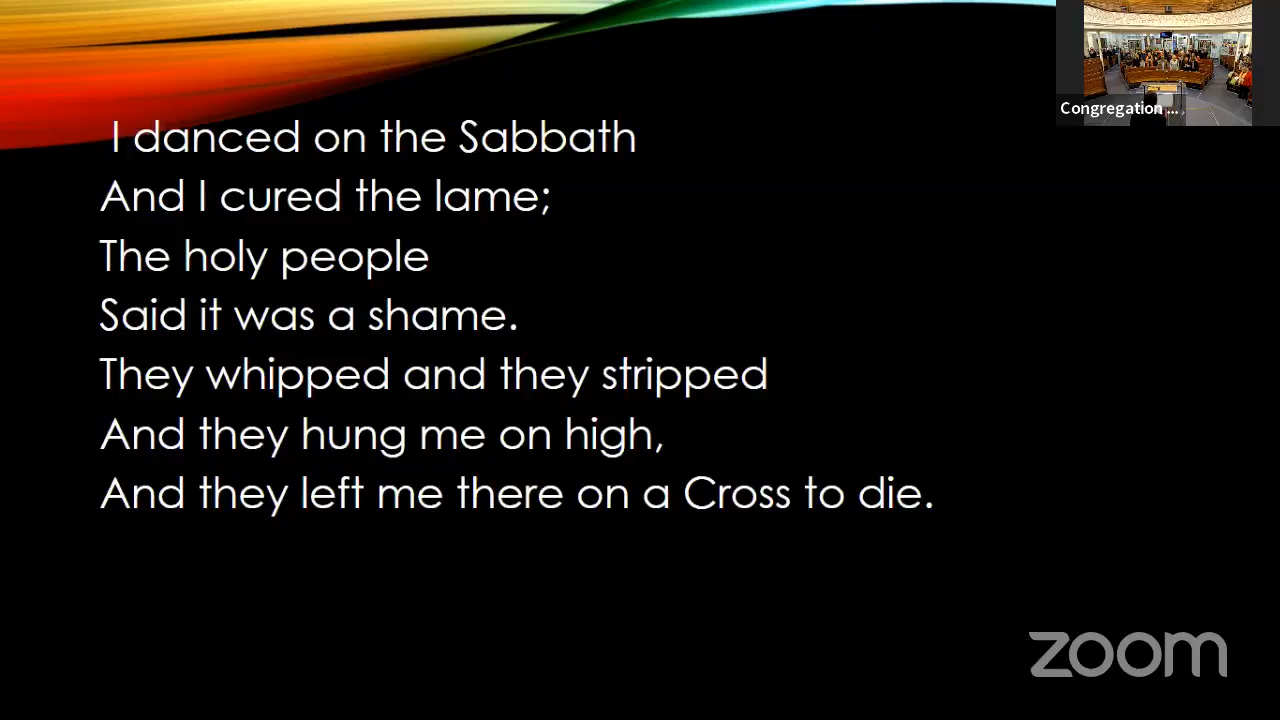 Congregation ...
I danced on the Sabbath
And I cured the lame;
The holy people
Said it was a shame.
They whipped and they stripped
And they hung me on high,
And they left me there on a Cross to die.
zoom